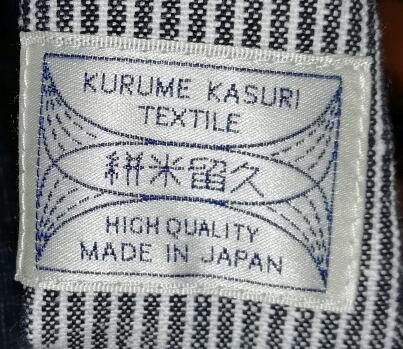 KURUME KASURI
TEXTILE
絣米留久
HIGH QUALITY
MADE IN JAPAN